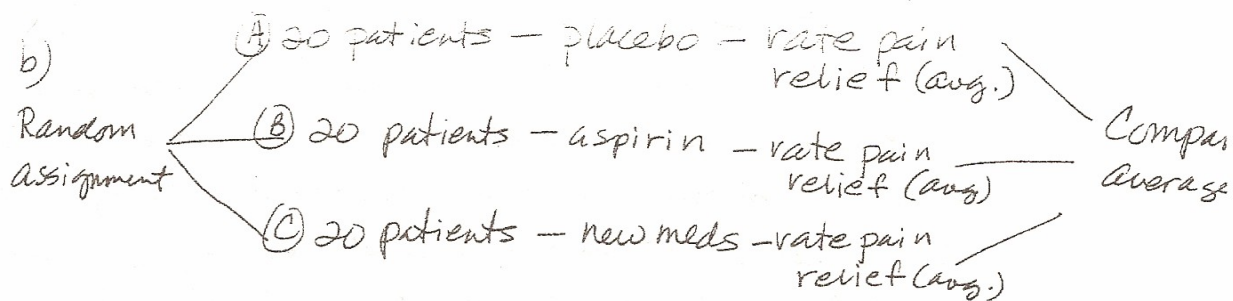 b)
Random
assignment
Ⓐ 20 patients — placebo — rate pain
relief (avg.)
Ⓑ 20 patients — aspirin — rate pain
relief (avg)
Ⓒ 20 patients — new meds — rate pain
relief (avg.)
Compar
average